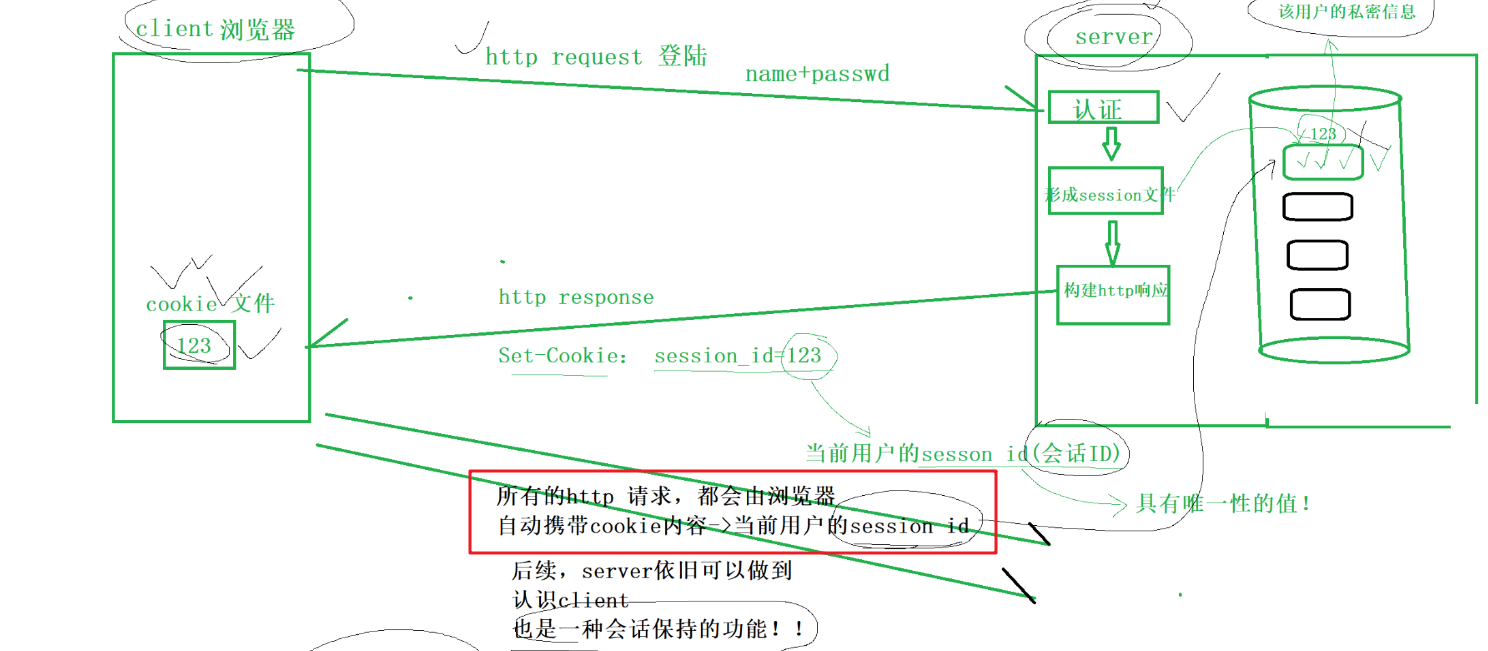 该用户的私密信息
client 浏览器
server
http request 登陆
name+passwd
认证
123
形成session文件
构建http响应
http response
cookie 文件
123
Set-Cookie: session_id=123
当前用户的sesson id(会话ID)
具有唯一性的值!
所有的http 请求，都会由浏览器
自动携带cookie内容->当前用户的session id
后续，server依旧可以做到
认识client
也是一种会话保持的功能！！